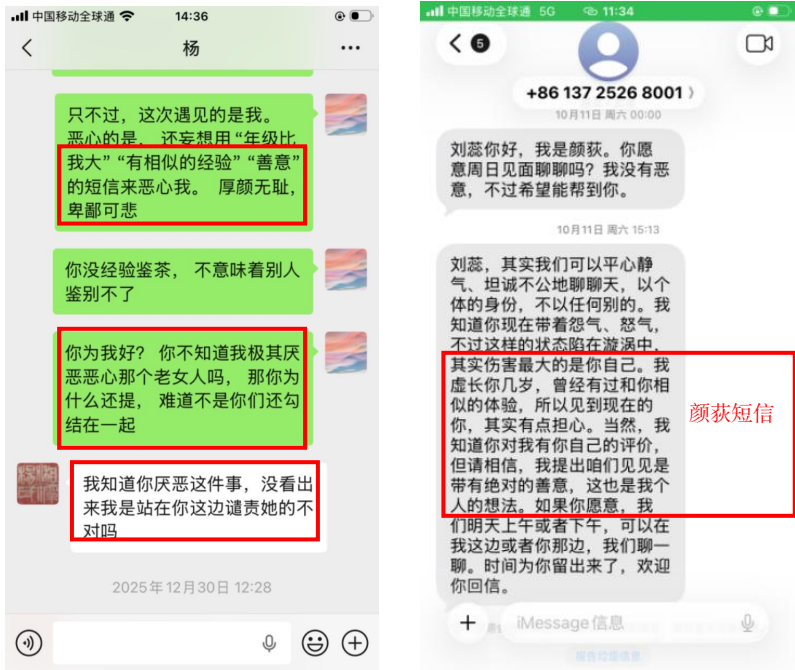 中国移动全球通
14:36
杨
只不过，这次遇见的是我。
恶心的是，还妄想用“年级比
我大”“有相似的经验”“善意”
的短信来恶心我。 厚颜无耻，
卑鄙可悲
你没经验鉴茶， 不意味着别人
鉴别不了
你为我好？ 你不知道我极其厌
恶恶心那个老女人吗， 那你为
什么还提， 难道不是你们还勾
结在一起
我知道你厌恶这件事，没看出
来我是站在你这边谴责她的不
对吗
2025年12月30日 12:28
中国移动全球通 5G
11:34
5
+86 137 2526 8001
10月11日 周六 00:00
刘蕊你好，我是颜荻。你愿
意周日见面聊聊吗？我没有恶
意，不过希望能帮到你。
10月11日 周六 15:13
刘蕊，其实我们可以平心静
气、坦诚不公地聊聊天，以个
体的身份，不以任何别的。我
知道你现在带着怨气、怒气，
不过这样的状态陷在漩涡中，
其实伤害最大的是你自己。我
虚长你几岁，曾经有过和你相
似的体验，所以见到现在的
你，其实有点担心。当然，我
知道你对我有你自己的评价，
但请相信，我提出咱们见见是
带有绝对的善意，这也是我个
人的想法。如果你愿意，我
们明天上午或者下午，可以在
我这边或者你那边，我们聊一
聊。时间为你留出来了，欢迎
你回信。
颜荻短信
iMessage信息